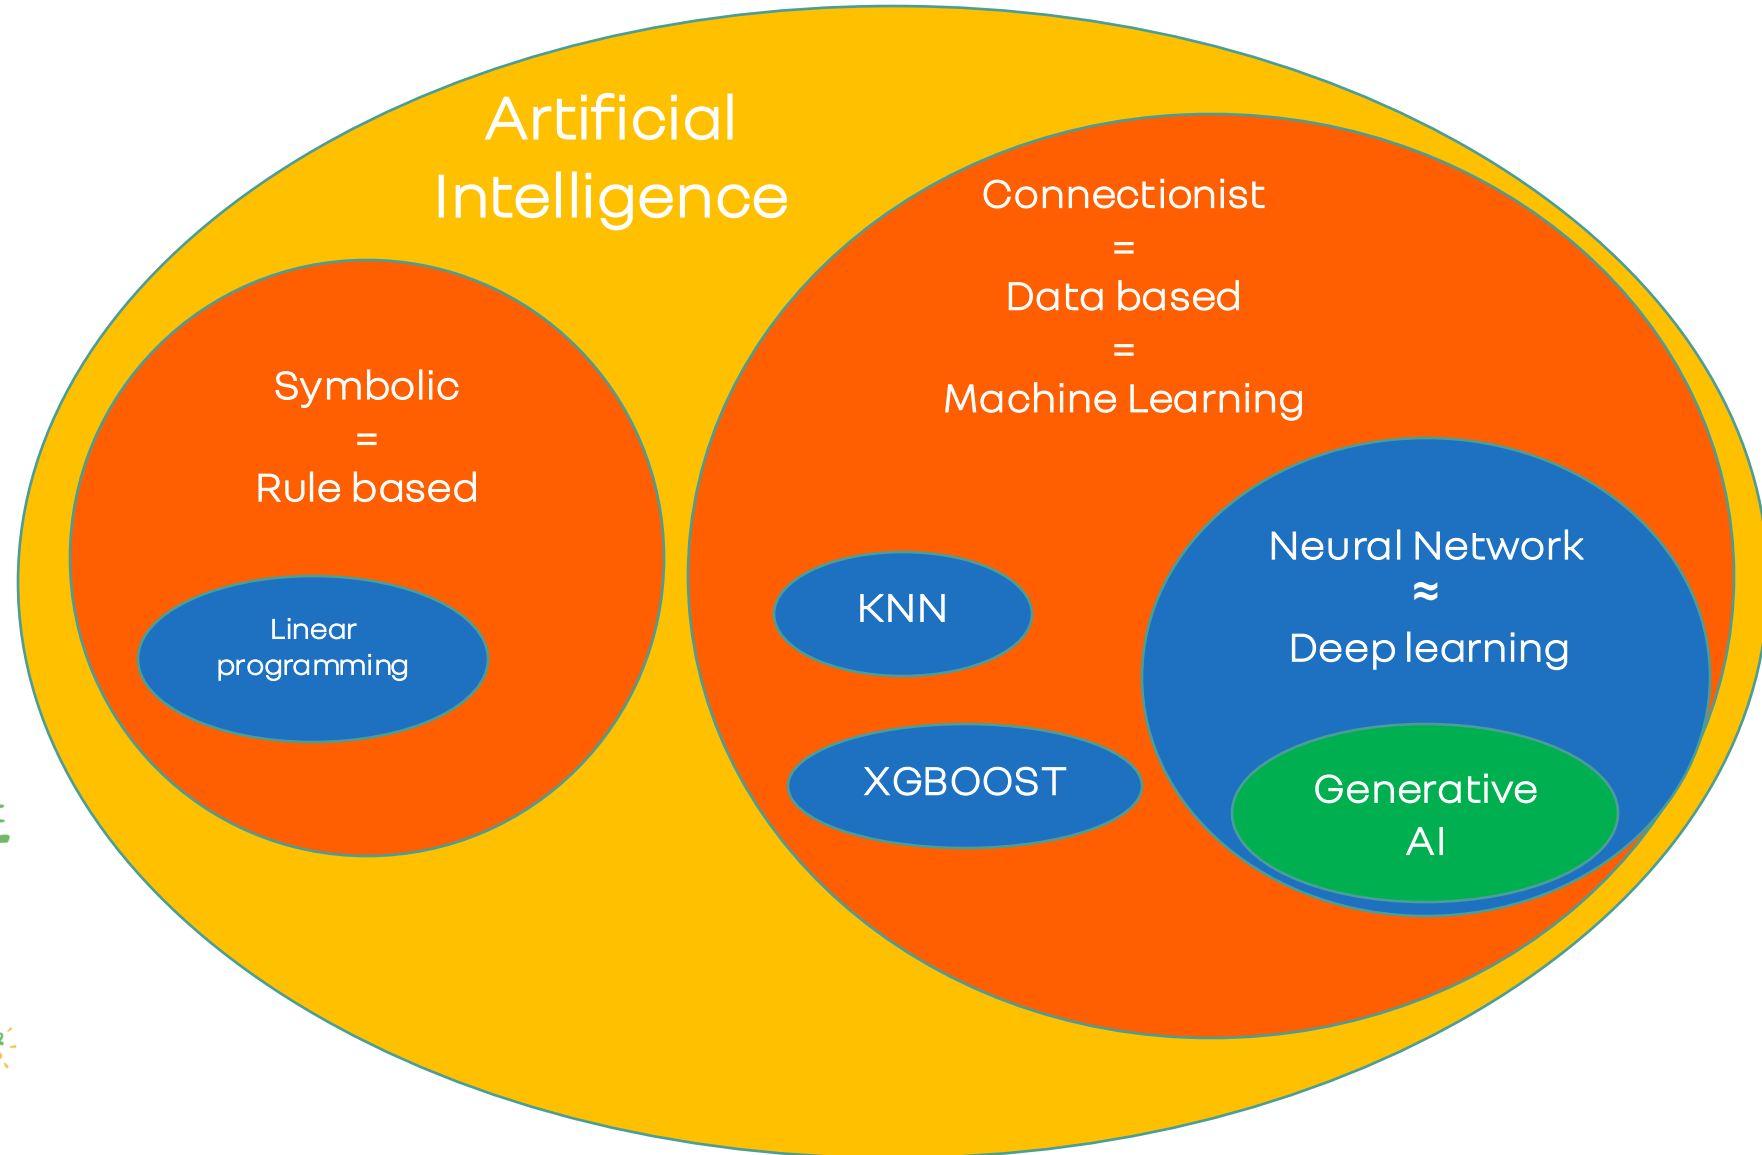 Artificial
Intelligence
Symbolic
=
Rule based
Linear
programming
Connectionist
=
Data based
=
Machine Learning
KNN
XGBOOST
Neural Network
≈
Deep learning
Generative
AI